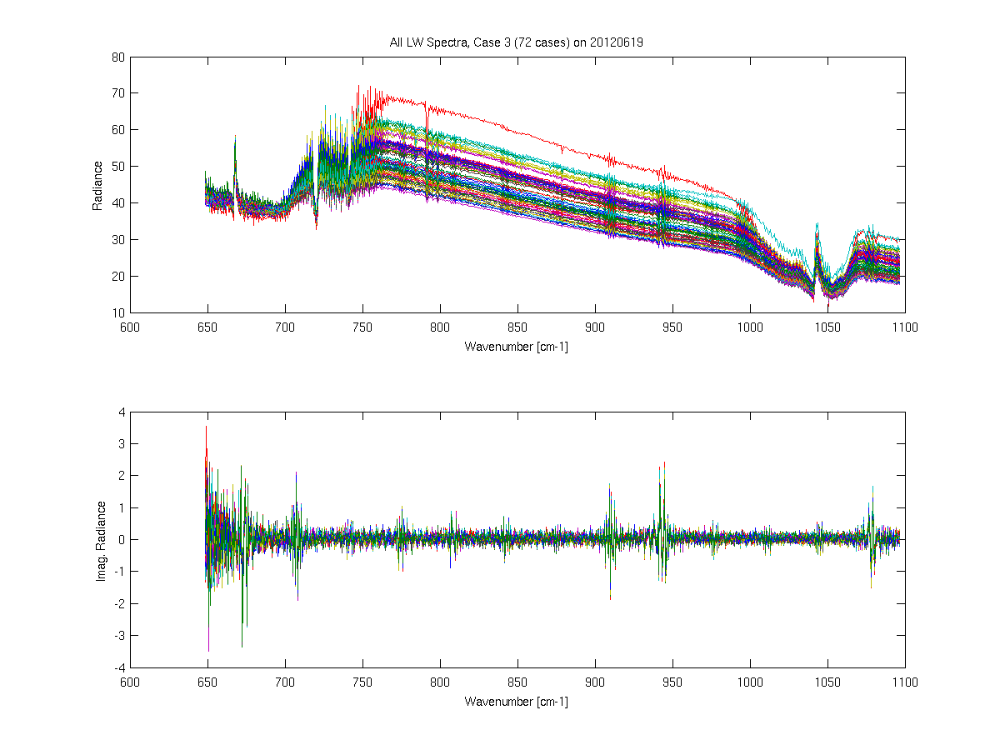 All LW Spectra, Case 3 (72 cases) on 20120619
80
70
60
50
40
30
20
10
Radiance
600 650 700 750 800 850 900 950 1000 1050 1100
Wavenumber [cm-1]
4
3
2
1
0
-1
-2
-3
-4
Imag. Radiance
600 650 700 750 800 850 900 950 1000 1050 1100
Wavenumber [cm-1]